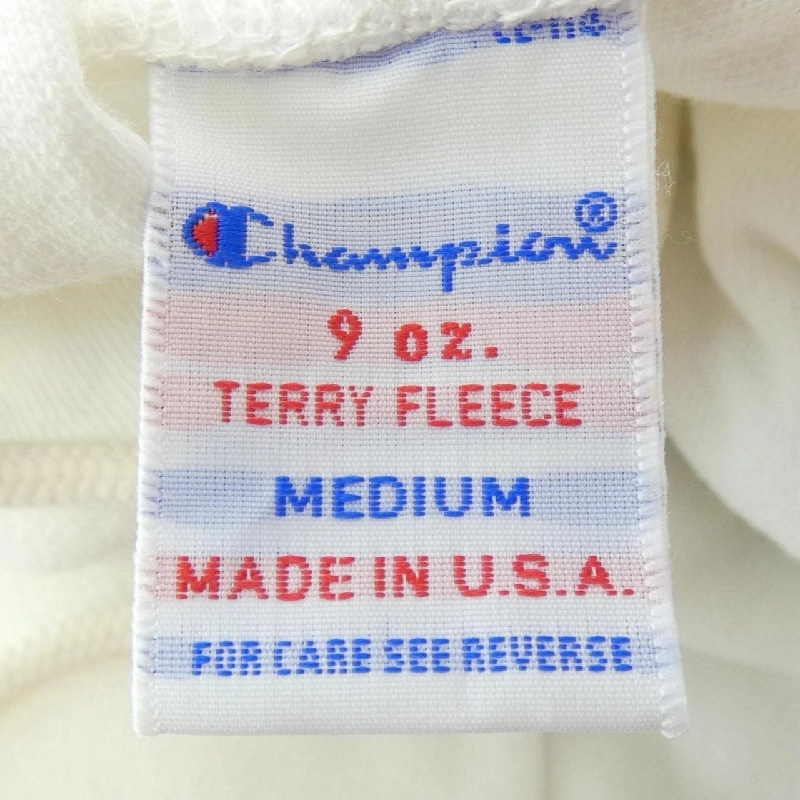 Champion®
9 oz.
TERRY FLEECE
MEDIUM
MADE IN U.S.A.
FOR CARE SEE REVERSE